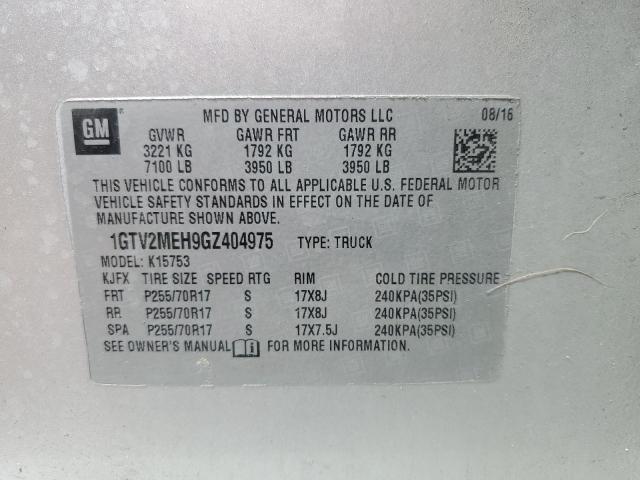 GM
MFD BY GENERAL MOTORS LLC 08/16
GVWR GAWR FRT GAWR RR
3221 KG 1792 KG 1792 KG
7100 LB 3950 LB 3950 LB
THIS VEHICLE CONFORMS TO ALL APPLICABLE U.S. FEDERAL MOTOR
VEHICLE SAFETY STANDARDS IN EFFECT ON THE DATE OF
MANUFACTURE SHOWN ABOVE.
1GTV2MEH9GZ404975 TYPE: TRUCK
MODEL: K15753
KJFX TIRE SIZE SPEED RTG RIM COLD TIRE PRESSURE
FRT P255/70R17 S 17X8J 240KPA(35PSI)
RR P255/70R17 S 17X8J 240KPA(35PSI)
SPA P255/70R17 S 17X7.5J 240KPA(35PSI)
SEE OWNER'S MANUAL FOR MORE INFORMATION.